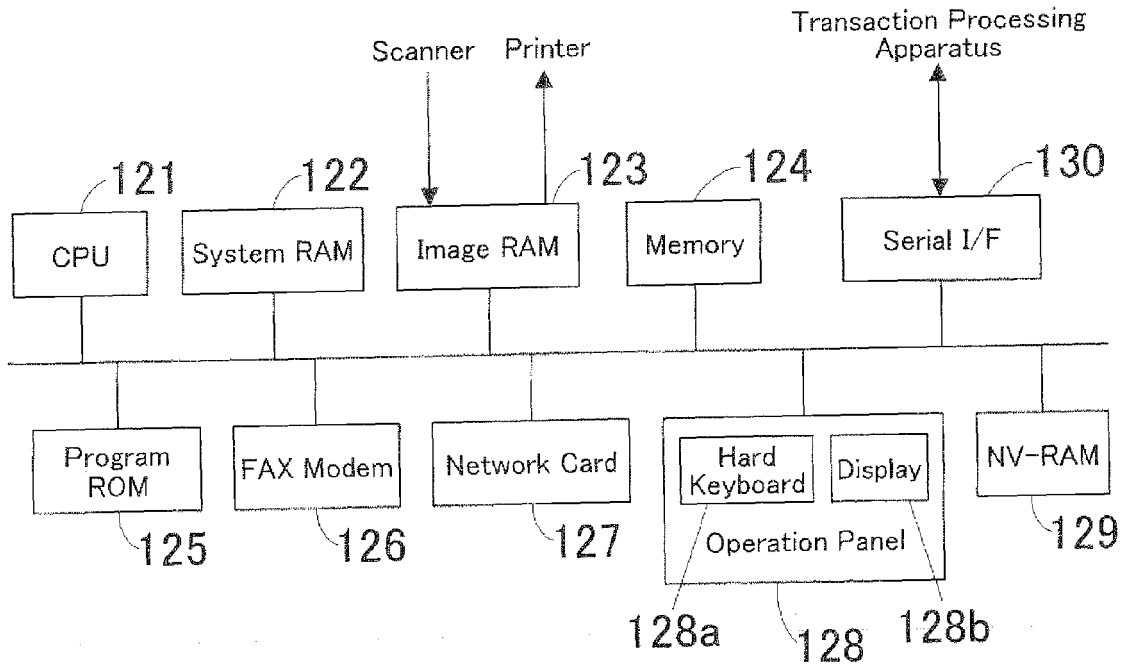 Transaction Processing
Apparatus
Scanner
Printer
121
122
123
124
130
CPU
System RAM
Image RAM
Memory
Serial I/F
Program
ROM
FAX Modem
Network Card
Hard
Keyboard
Display
Operation Panel
NV-RAM
125
126
127
129
128a
128
128b